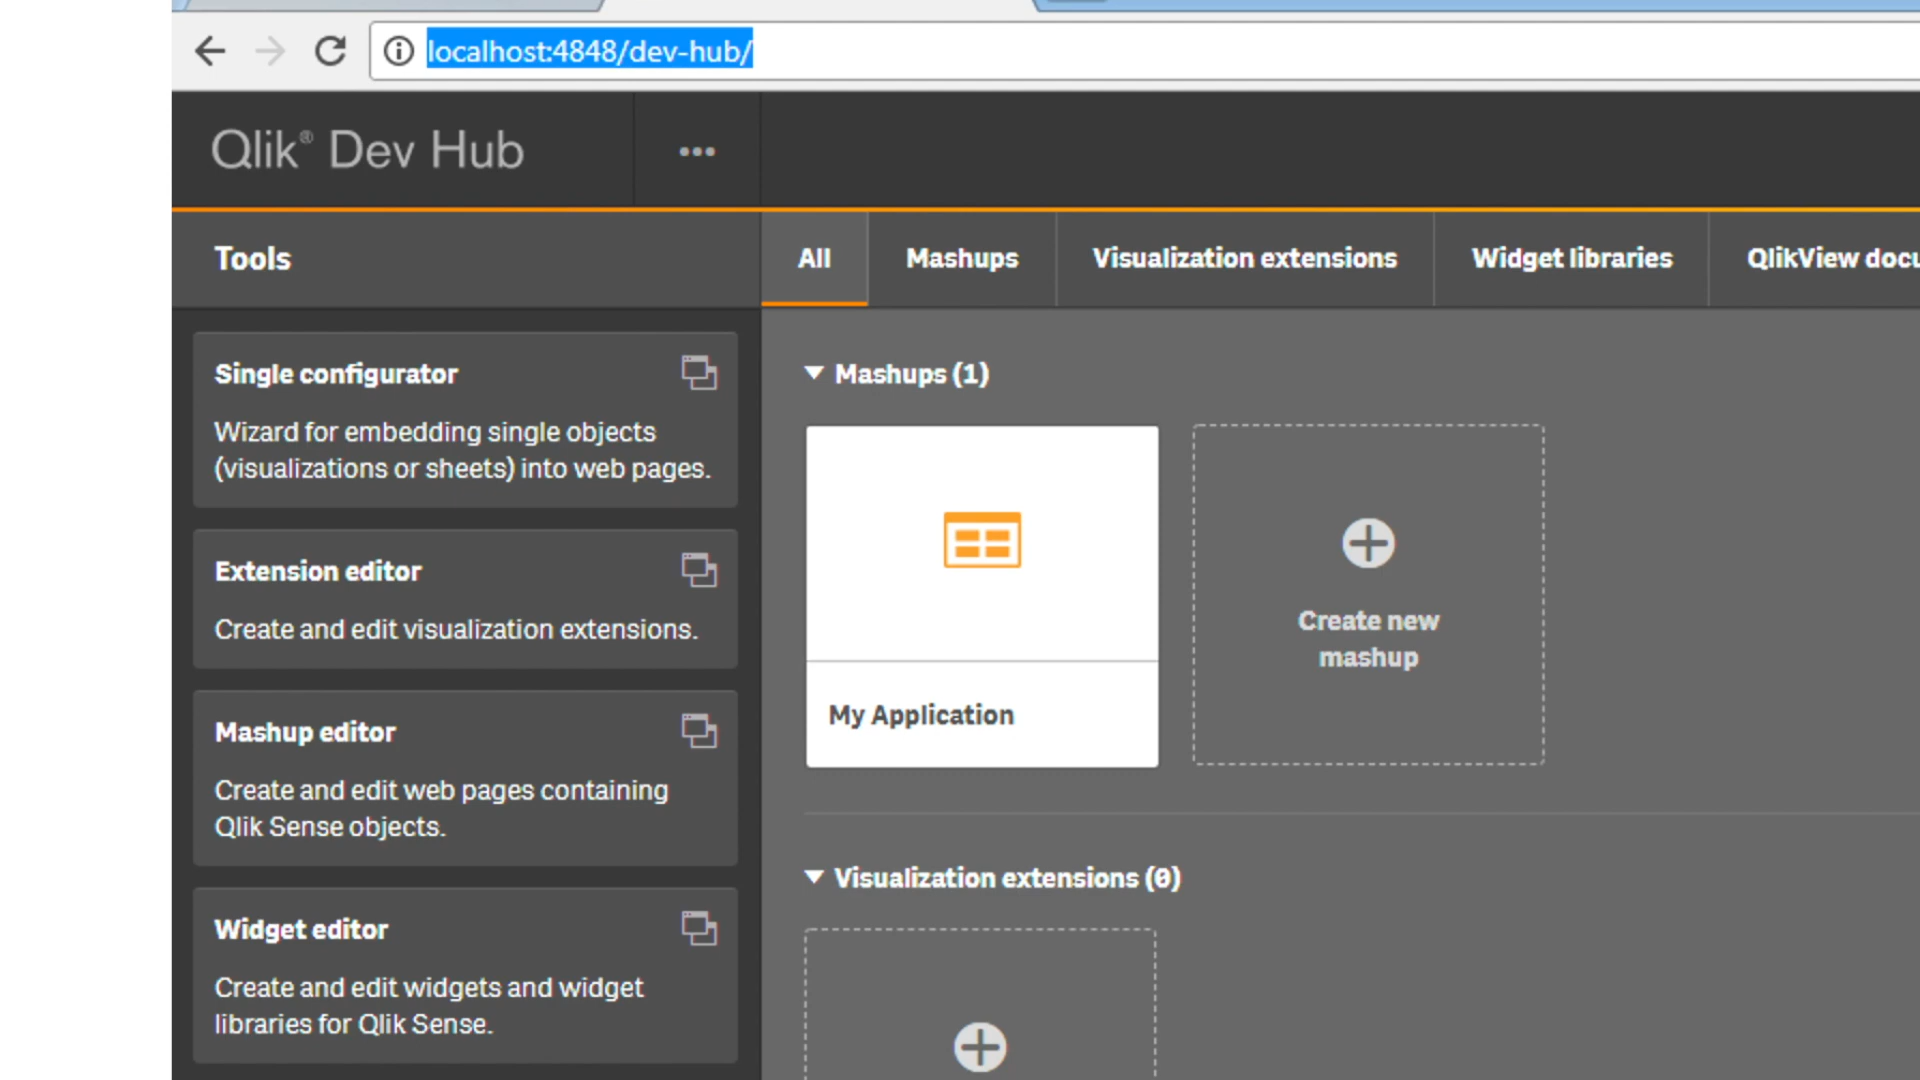 localhost:4848/dev-hub/
Qlik® Dev Hub
Tools
All
Mashups
Visualization extensions
Widget libraries
QlikView docu
Single configurator
Wizard for embedding single objects
(visualizations or sheets) into web pages.
Extension editor
Create and edit visualization extensions.
Mashup editor
Create and edit web pages containing
Qlik Sense objects.
Widget editor
Create and edit widgets and widget
libraries for Qlik Sense.
Mashups (1)
My Application
Create new
mashup
Visualization extensions (0)